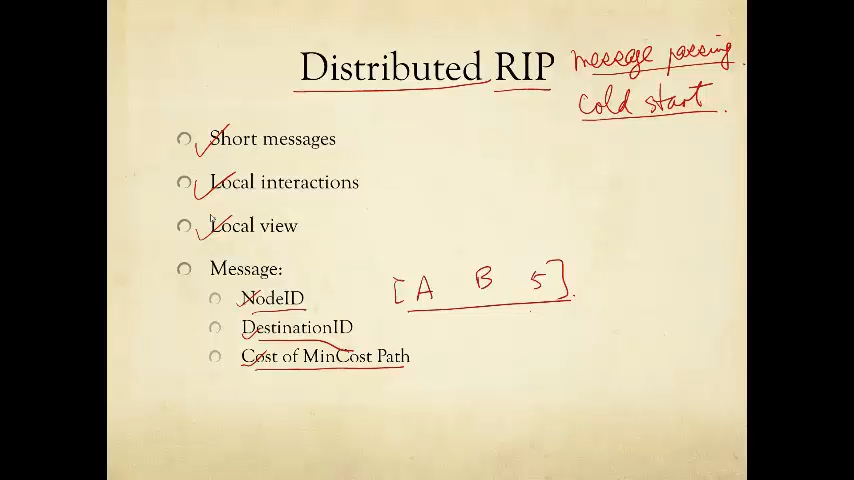 Distributed RIP
message passing
cold start
Short messages
Local interactions
Local view
Message:
[A B 5]
NodeID
DestinationID
Cost of MinCost Path